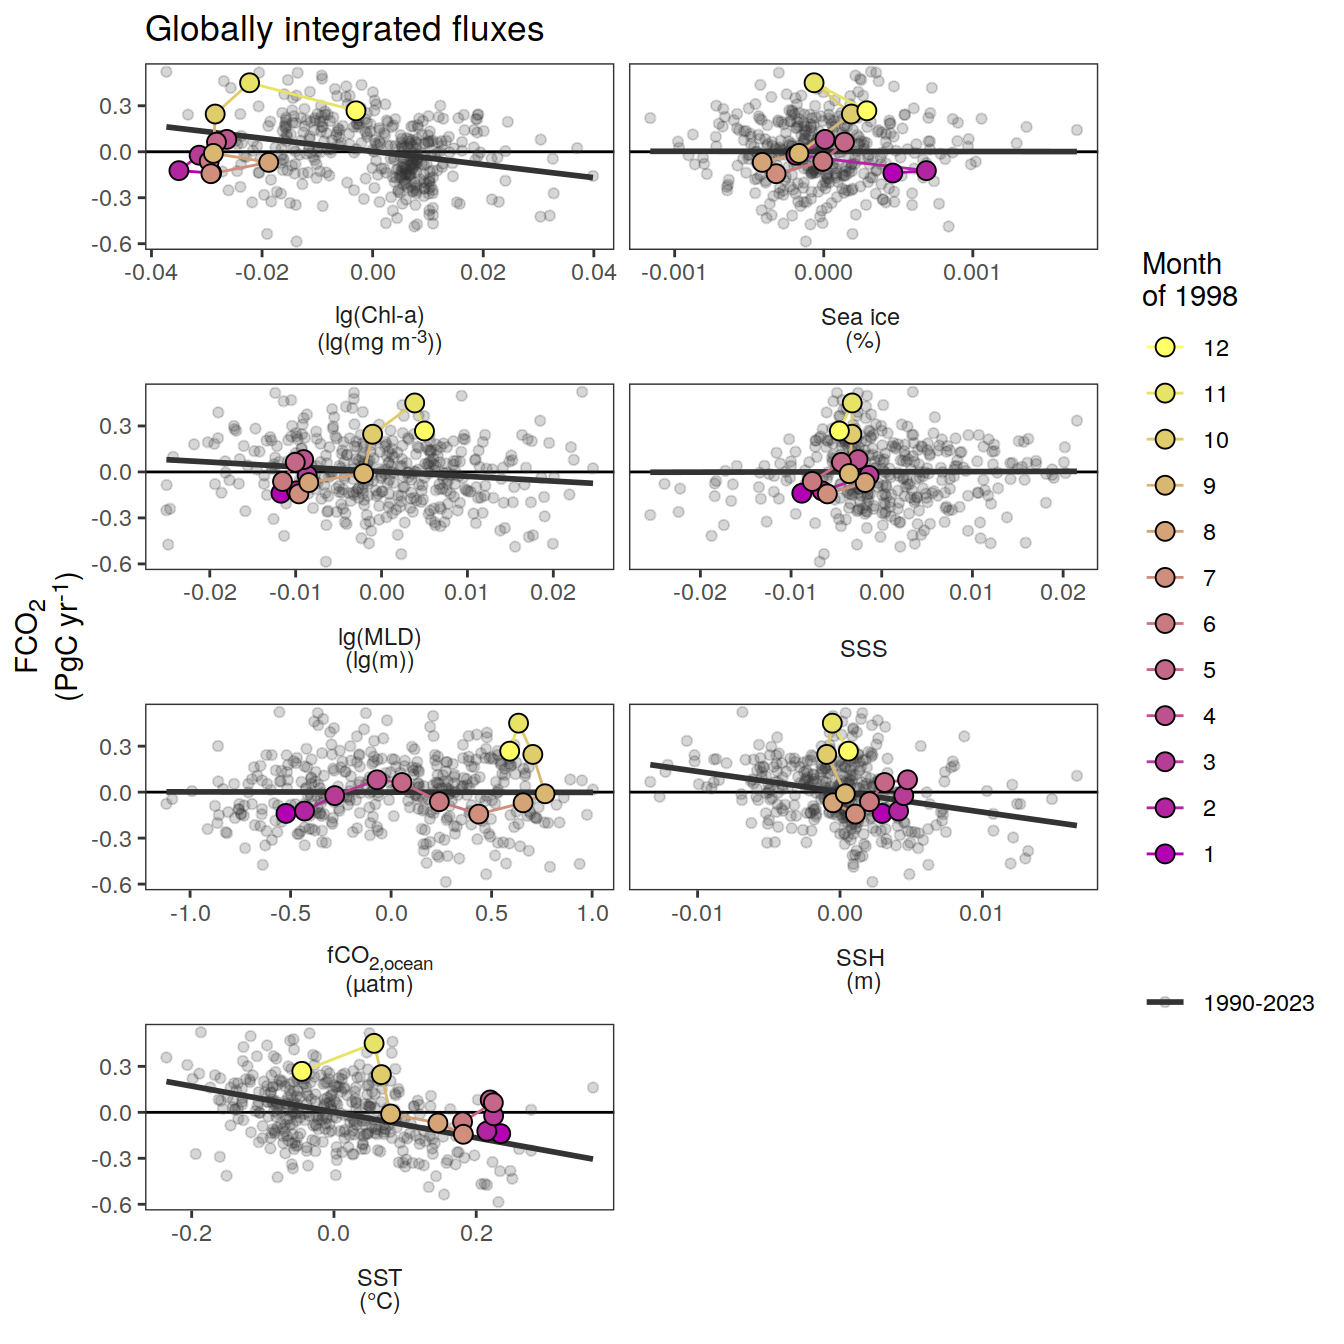 Globally integrated fluxes
0.3
0.0
-0.3
-0.6
-0.04 -0.02 0.00 0.02 0.04
-0.001 0.000 0.001
lg(Chl-a)
(lg(mg m⁻³))
Sea ice
(%)
0.3
0.0
-0.3
-0.6
-0.02 -0.01 0.00 0.01 0.02
-0.02 -0.01 0.00 0.01 0.02
lg(MLD)
(lg(m))
SSS
FCO₂
(PgC yr⁻¹)
0.3
0.0
-0.3
-0.6
-1.0 -0.5 0.0 0.5 1.0
-0.01 0.00 0.01
fCO₂,ocean
(µatm)
SSH
(m)
0.3
0.0
-0.3
-0.6
-0.2 0.0 0.2
SST
(°C)
Month
of 1998
12
11
10
9
8
7
6
5
4
3
2
1
1990-2023